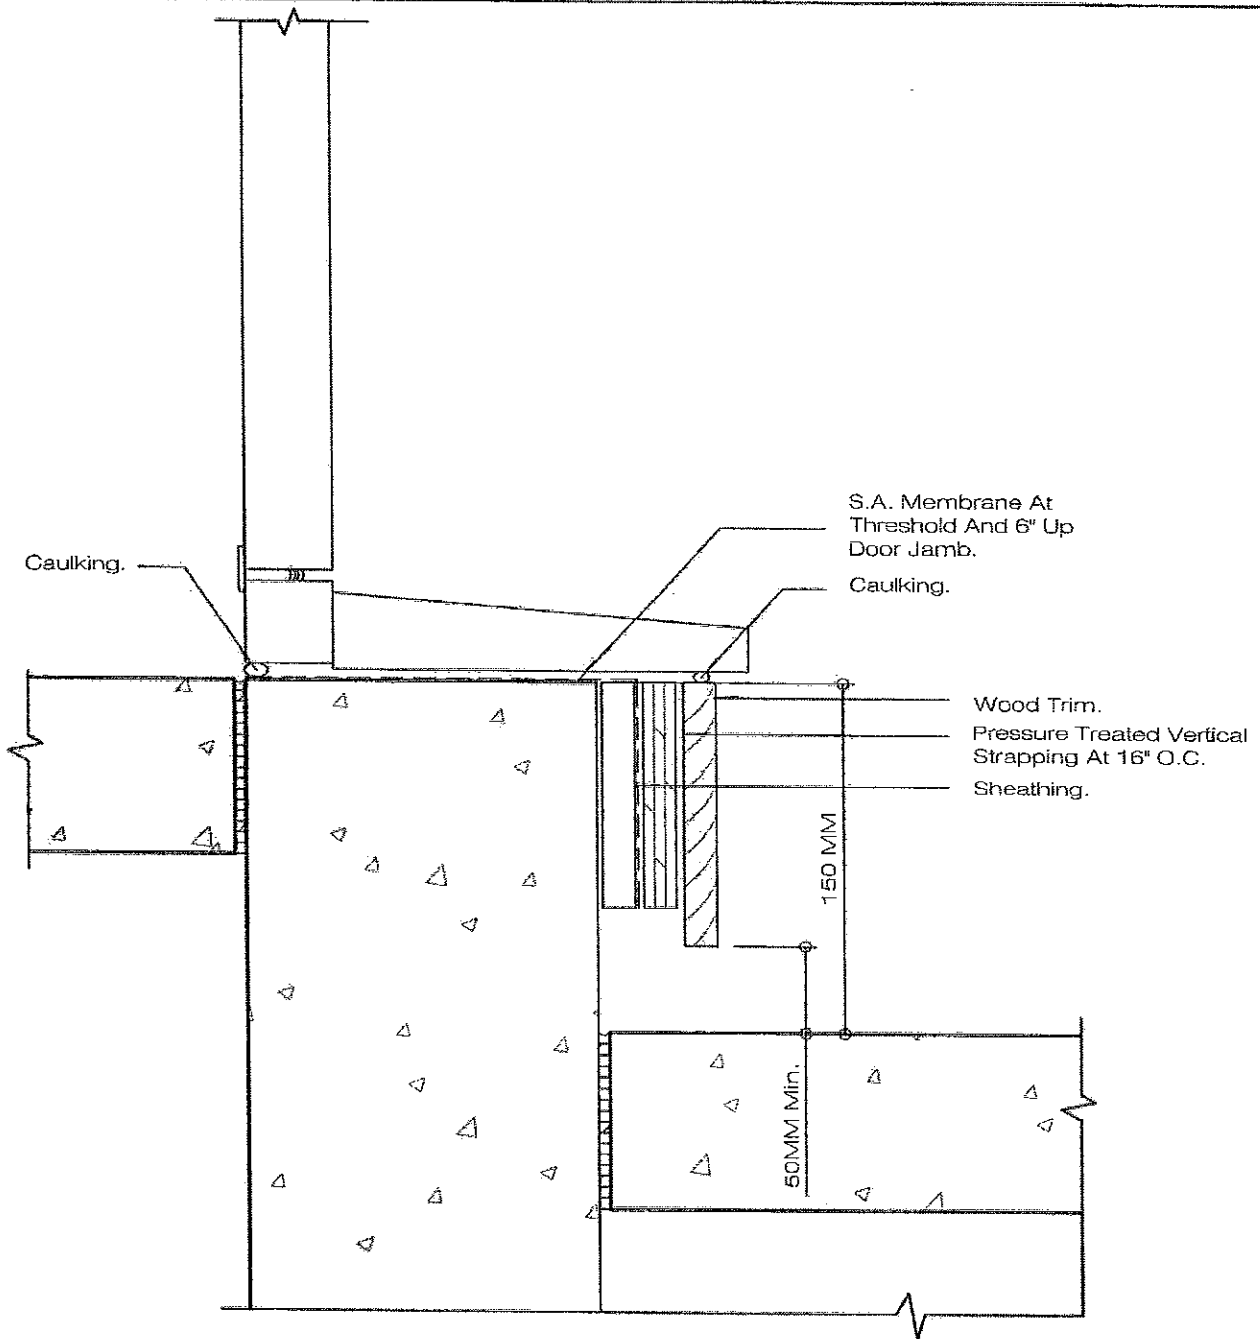 S.A. Membrane At
Threshold And 6" Up
Door Jamb.
Caulking.
Caulking.
Wood Trim.
Pressure Treated Vertical
Strapping At 16" O.C.
Sheathing.
150 MM
50MM Min.